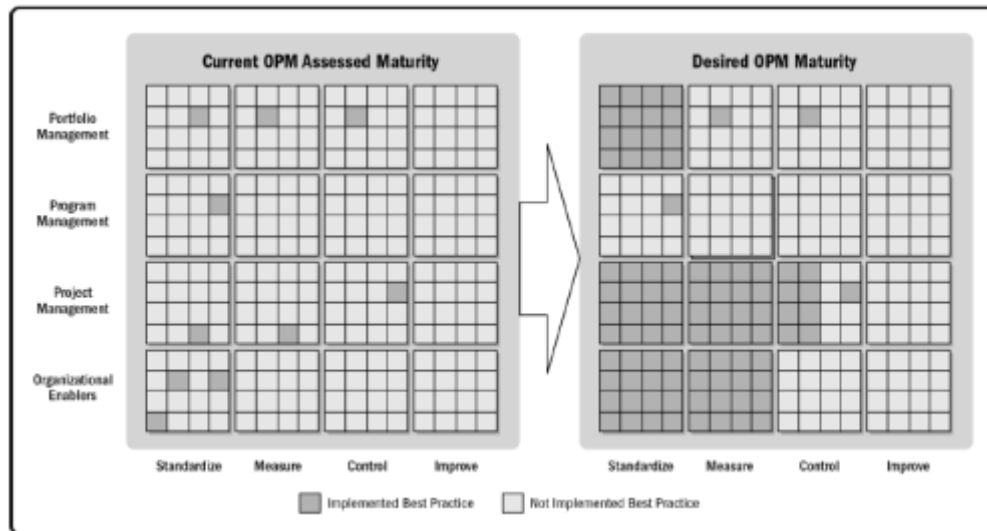 Current OPM Assessed Maturity
Desired OPM Maturity
Portfolio
Management
Program
Management
Project
Management
Organizational
Enablers
Standardize
Measure
Control
Improve
Standardize
Measure
Control
Improve
Implemented Best Practice
Not Implemented Best Practice